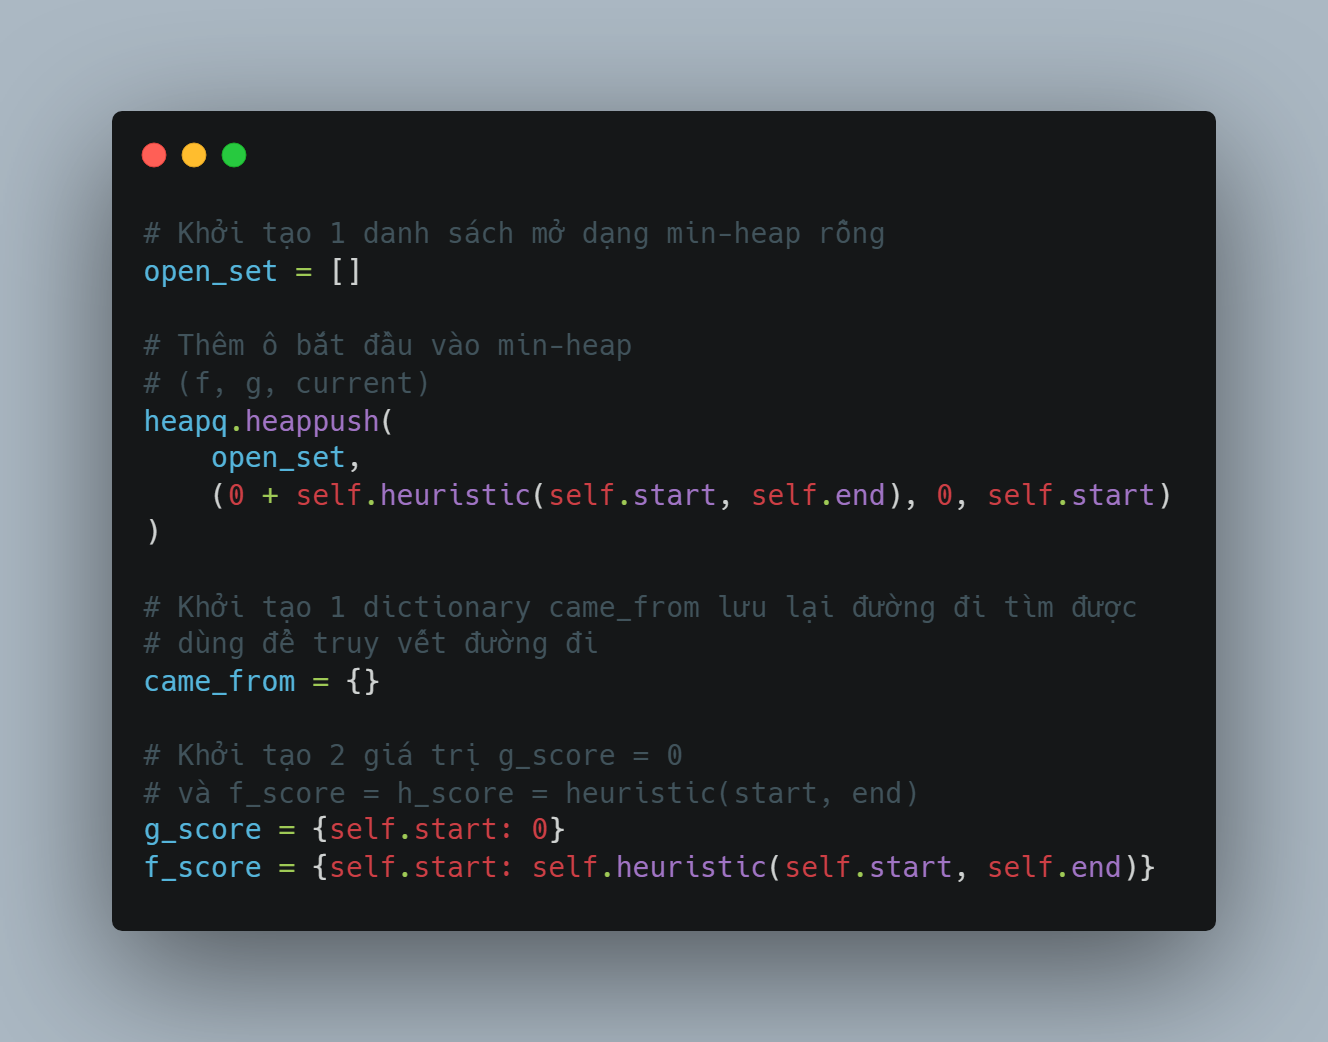 # Khởi tạo 1 danh sách mở dạng min-heap rỗng
open_set = []
# Thêm ô bắt đầu vào min-heap
# (f, g, current)
heapq.heappush(
    open_set,
    (0 + self.heuristic(self.start, self.end), 0, self.start)
)
# Khởi tạo 1 dictionary came_from lưu lại đường đi tìm được
# dùng để truy vết đường đi
came_from = {}
# Khởi tạo 2 giá trị g_score = 0
# và f_score = h_score = heuristic(start, end)
g_score = {self.start: 0}
f_score = {self.start: self.heuristic(self.start, self.end)}